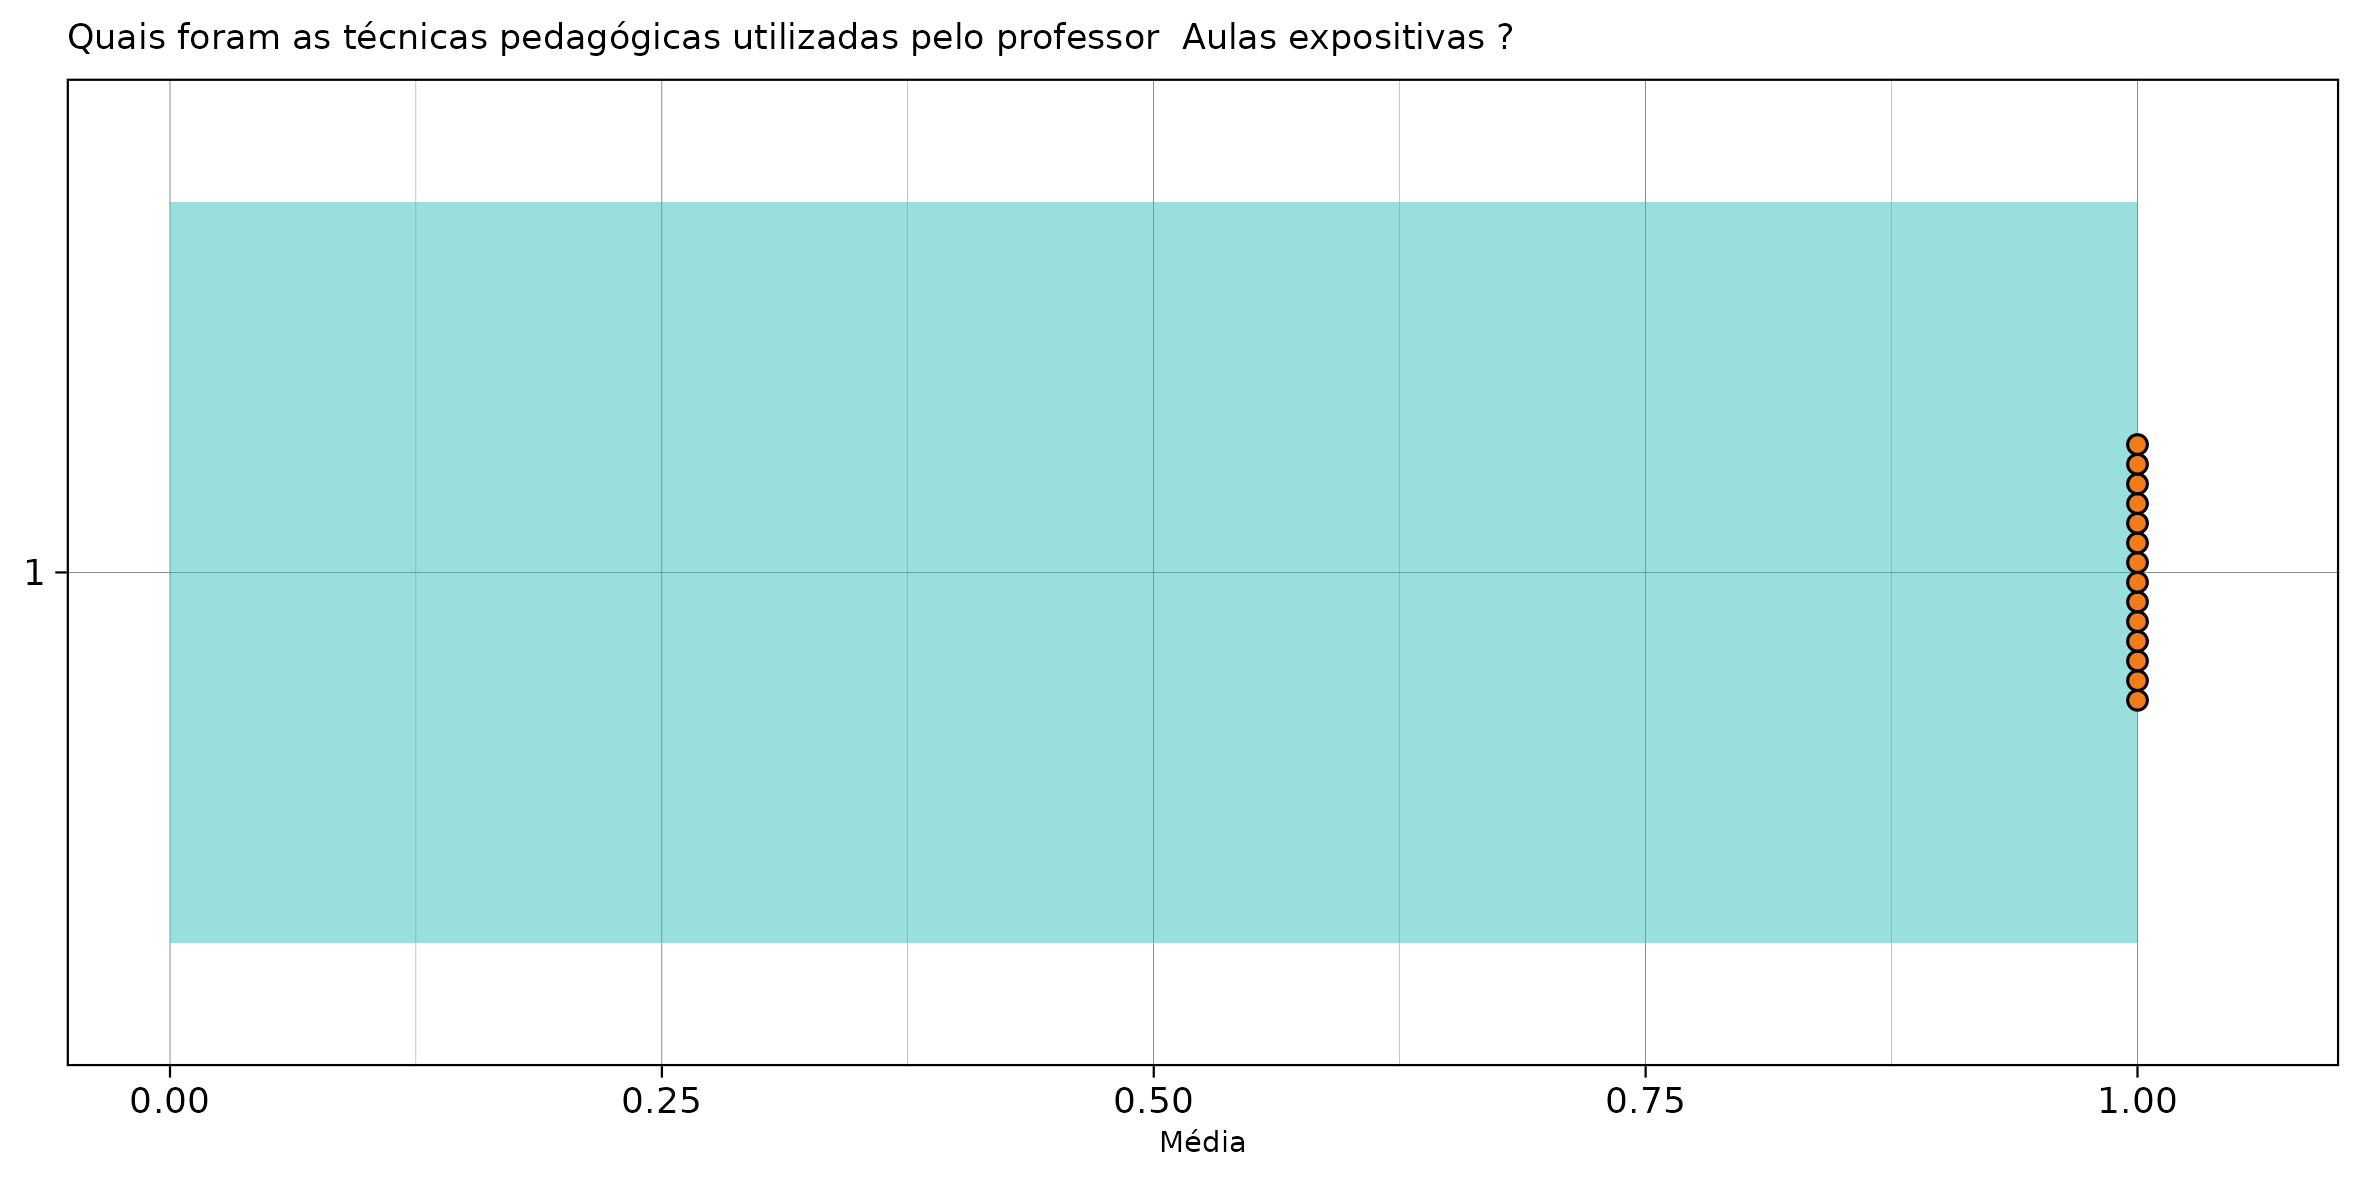 Quais foram as técnicas pedagógicas utilizadas pelo professor  Aulas expositivas ?
1
0.00 0.25 0.50 0.75 1.00
Média